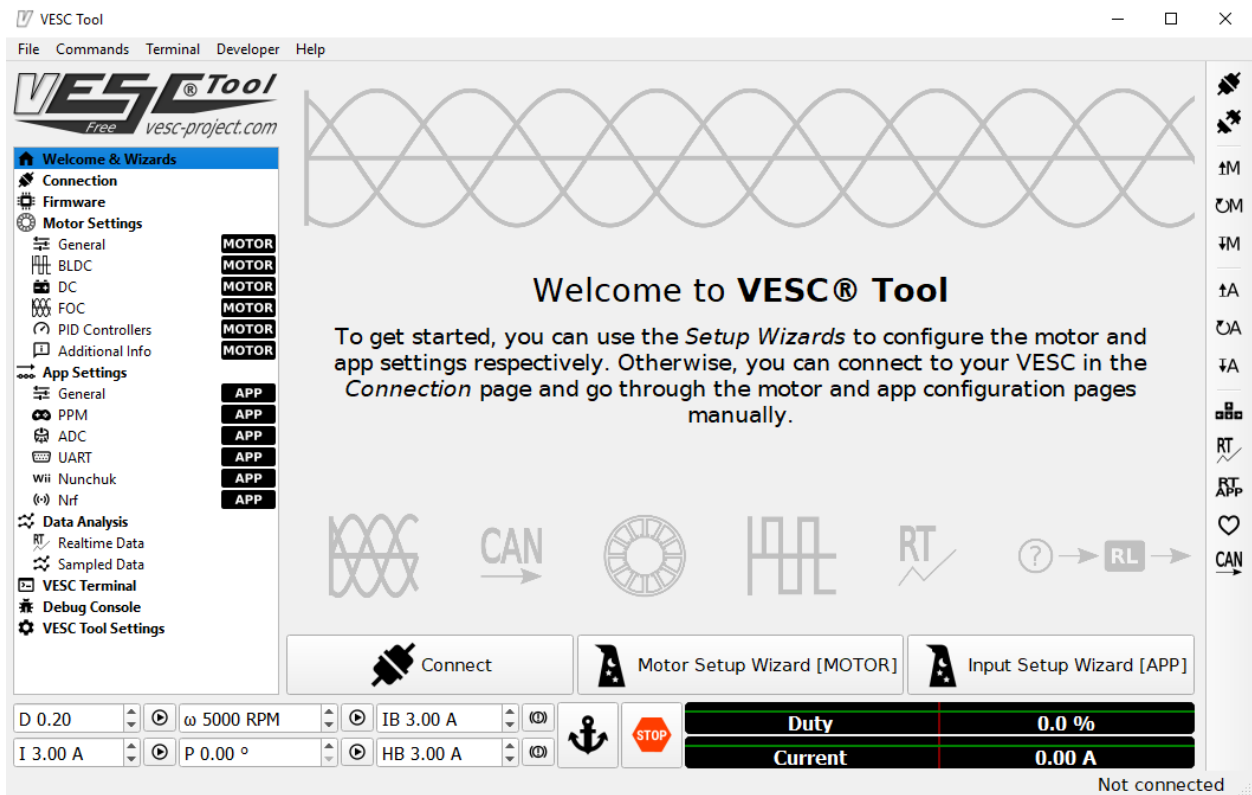 VESC Tool
File Commands Terminal Developer Help
VESC® Tool
Free vesc-project.com
Welcome & Wizards
Connection
Firmware
Motor Settings
General MOTOR
BLDC MOTOR
DC MOTOR
FOC MOTOR
PID Controllers MOTOR
Additional Info MOTOR
App Settings
General APP
PPM APP
ADC APP
UART APP
Wii Nunchuk APP
Nrf APP
Data Analysis
RT Realtime Data
Sampled Data
VESC Terminal
Debug Console
VESC Tool Settings
Welcome to VESC® Tool
To get started, you can use the Setup Wizards to configure the motor and
app settings respectively. Otherwise, you can connect to your VESC in the
Connection page and go through the motor and app configuration pages
manually.
CAN RT ? RL
Connect Motor Setup Wizard [MOTOR] Input Setup Wizard [APP]
D 0.20 ω 5000 RPM IB 3.00 A
I 3.00 A P 0.00 ° HB 3.00 A
STOP
Duty 0.0 %
Current 0.00 A
Not connected
M
M
M
A
A
A
RT
RT
APP
CAN